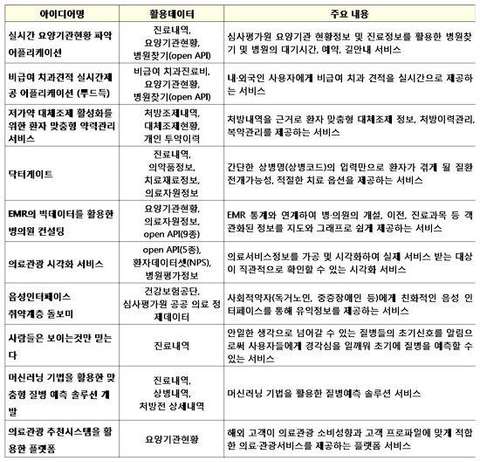 아이디어명 활용데이터 주요 내용
실시간 요양기관현황 파악 어플리케이션
진료내역,
요양기관현황,
병원찾기(open API)
심사평가원 요양기관 현황정보 및 진료정보를 활용한 병원찾
기 및 병원의 대기시간, 예약, 길안내 서비스
비급여 치과견적 실시간제
공 어플리케이션 (투드득)
비급여 치과진료비,
요양기관현황,
병원찾기(open API)
내·외국인 사용자에게 비급여 치과 견적을 실시간으로 제공하
는 서비스
저가약 대체조제 활성화를
위한 환자 맞춤형 약력관리
서비스
처방조제내역,
대체조제현황,
개인 투약이력
처방내역을 근거로 환자 맞춤형 대체조제 정보, 처방이력관리,
복약관리를 제공하는 서비스
닥터게이트
진료내역,
의약품정보,
치료재료정보,
의료자원정보
간단한 상병명(상병코드)의 입력만으로 환자가 겪게 될 질환
전개가능성, 적절한 치료 옵션을 제공하는 서비스
EMR의 빅데이터를 활용한
병의원 컨설팅
요양기관현황,
의료자원정보,
open API(9종)
EMR 통계와 연계하여 병·의원의 개설, 이전, 진료과목 등 객
관화된 정보를 지도와 그래프로 쉽게 제공하는 서비스
의료관광 시각화 서비스
open API(5종),
환자데이터셋(NPS),
병원평가정보
의료서비스정보를 가공 및 시각화하여 실제 서비스 받는 대상
이 직관적으로 확인할 수 있는 시각화 서비스
음성인터페이스
취약계층 돌보미
건강보험공단,
심사평가원 공공 의료 정
제데이터
사회적약자(독거노인, 중증장애인 등)에게 친화적인 음성 인
터페이스를 통해 유익정보를 제공하는 서비스
사람들은 보이는것만 믿는
다
진료내역
안일한 생각으로 넘어갈 수 있는 질병들의 초기신호를 알림으
로써 사용자들에게 경각심을 일깨워 초기에 질병을 예측할 수
있는 서비스
머신러닝 기법을 활용한 맞
춤형 질병 예측 솔루션 개
발
진료내역,
상병내역,
처방전 상세내역
머신러닝 기법을 활용한 질병예측 솔루션 서비스
의료관광 추천시스템을 활
용한 플랫폼
요양기관현황
해외 고객이 의료관광 소비성향과 고객 프로파일에 맞게 적합
한 의료·관광서비스를 제공하는 플랫폼 서비스